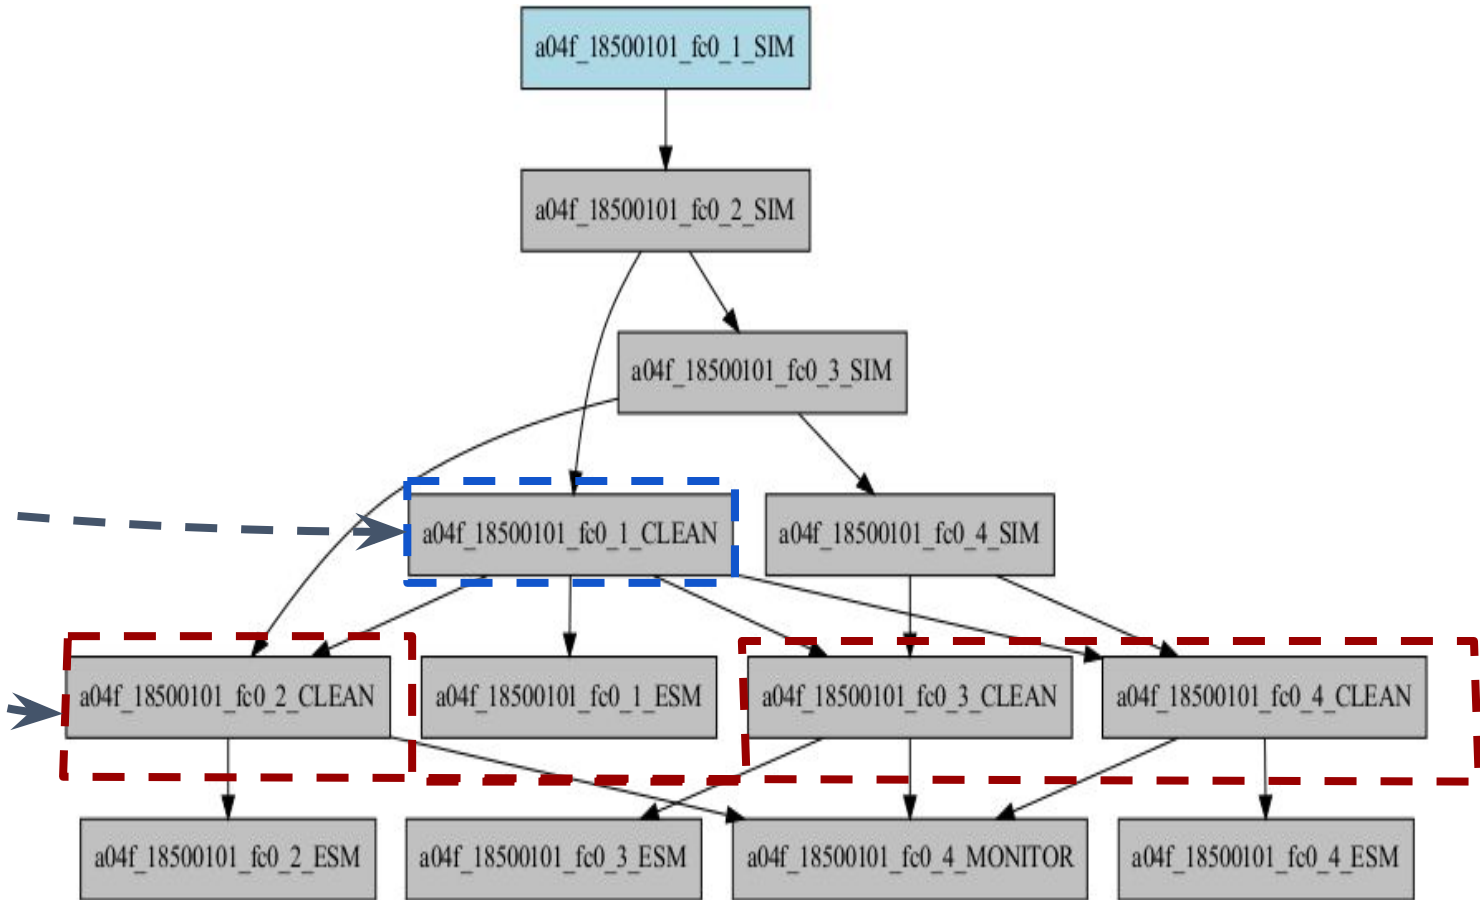 a04f_18500101_fc0_1_SIM
a04f_18500101_fc0_2_SIM
a04f_18500101_fc0_3_SIM
a04f_18500101_fc0_1_CLEAN
a04f_18500101_fc0_4_SIM
a04f_18500101_fc0_2_CLEAN
a04f_18500101_fc0_1_ESM
a04f_18500101_fc0_3_CLEAN
a04f_18500101_fc0_4_CLEAN
a04f_18500101_fc0_2_ESM
a04f_18500101_fc0_3_ESM
a04f_18500101_fc0_4_MONITOR
a04f_18500101_fc0_4_ESM